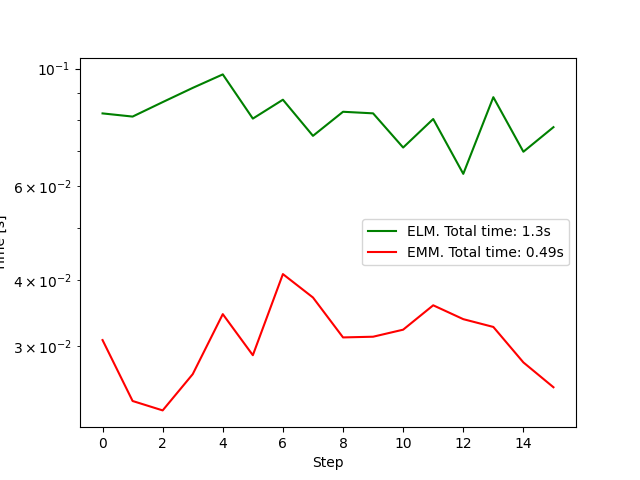 10⁻¹
6 × 10⁻²
4 × 10⁻²
3 × 10⁻²
ELM. Total time: 1.3s
EMM. Total time: 0.49s
0 2 4 6 8 10 12 14
Step